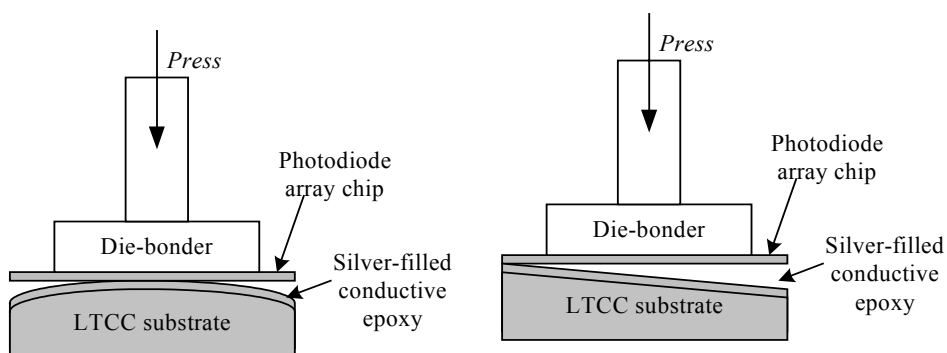 Press
Photodiode
array chip
Die-bonder
Silver-filled
conductive
epoxy
LTCC substrate
Press
Photodiode
array chip
Die-bonder
Silver-filled
conductive
epoxy
LTCC substrate